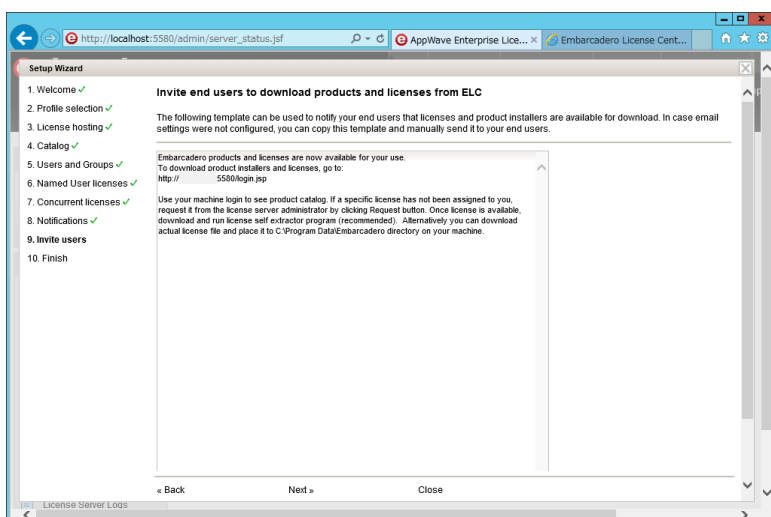 http://localhost:5580/admin/server_status.jsf
AppWave Enterprise Lice...
Embarcadero License Cent...
Setup Wizard
1. Welcome
2. Profile selection
3. License hosting
4. Catalog
5. Users and Groups
6. Named User licenses
7. Concurrent licenses
8. Notifications
9. Invite users
10. Finish
Invite end users to download products and licenses from ELC
The following template can be used to notify your end users that licenses and product installers are available for download. In case email
settings were not configured, you can copy this template and manually send it to your end users.
Embarcadero products and licenses are now available for your use.
To download product installers and licenses, go to:
http:// 5580/login.jsp
Use your machine login to see product catalog. If a specific license has not been assigned to you,
request it from the license server administrator by clicking Request button. Once license is available,
download and run license self extractor program (recommended). Alternatively you can download
actual license file and place it to C:\Program Data\Embarcadero directory on your machine.
« Back
Next »
Close
License Server Logs